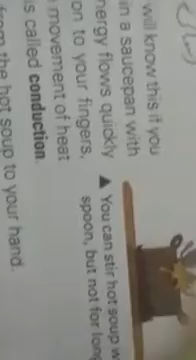 will know this if you
in a saucepan with
nergy flows quickly
on to your fingers,
movement of heat
is called conduction.
from the hot soup to your hand.
▲ You can stir hot soup w
spoon, but not for long